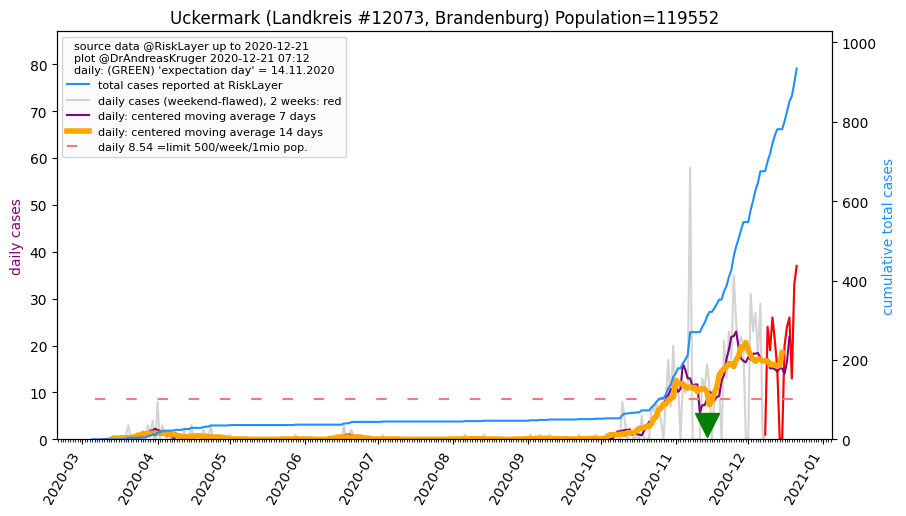 Uckermark (Landkreis #12073, Brandenburg) Population=119552
source data @RiskLayer up to 2020-12-21
plot @DrAndreasKruger 2020-12-21 07:12
daily: (GREEN) 'expectation day' = 14.11.2020
total cases reported at RiskLayer
daily cases (weekend-flawed), 2 weeks: red
daily: centered moving average 7 days
daily: centered moving average 14 days
daily 8.54 =limit 500/week/1mio pop.
daily cases
80
70
60
50
40
30
20
10
0
cumulative total cases
1000
800
600
400
200
0
2020-03
2020-04
2020-05
2020-06
2020-07
2020-08
2020-09
2020-10
2020-11
2020-12
2021-01